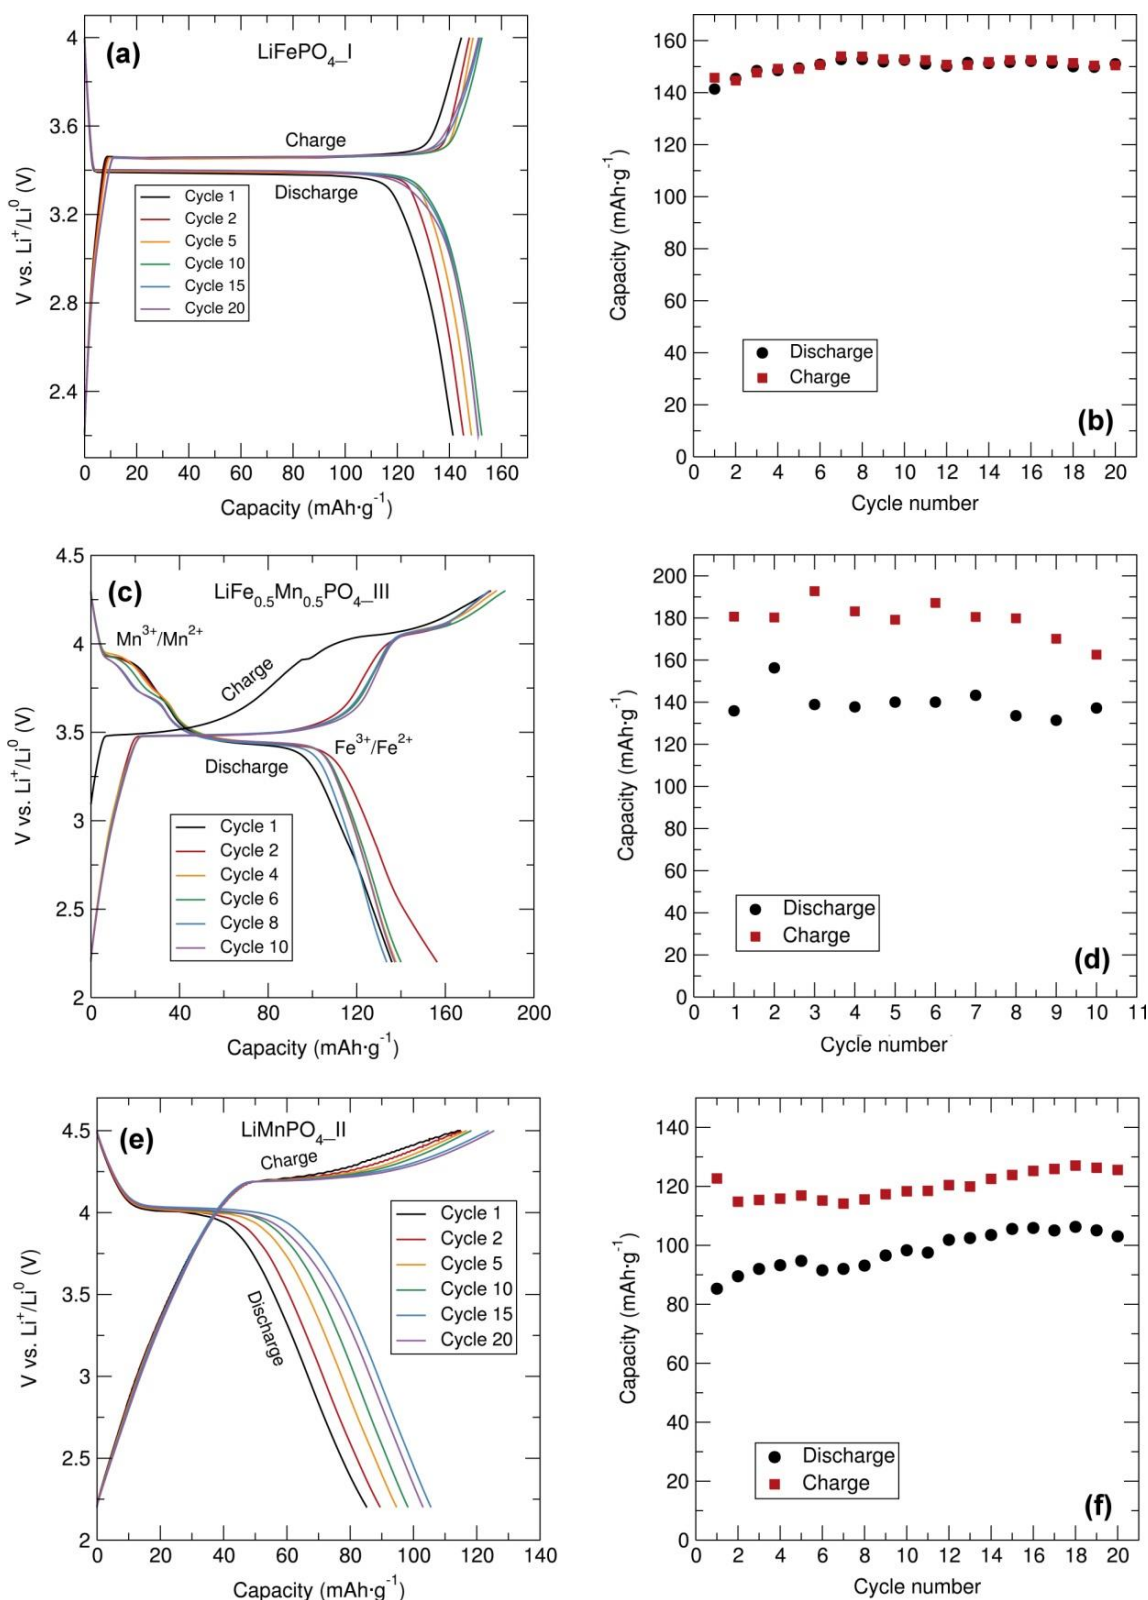 (a)
LiFePO4_I
4
3.6
3.2
2.8
2.4
V vs. Li+/Li0 (V)
Charge
Discharge
Cycle 1
Cycle 2
Cycle 5
Cycle 10
Cycle 15
Cycle 20
0 20 40 60 80 100 120 140 160
Capacity (mAh·g-1)
160
140
120
100
80
60
40
20
0
Capacity (mAh·g-1)
Discharge
Charge
(b)
0 2 4 6 8 10 12 14 16 18 20
Cycle number
(c)
LiFe0.5Mn0.5PO4_III
4.5
4
3.5
3
2.5
2
V vs. Li+/Li0 (V)
Mn3+/Mn2+
Charge
Fe3+/Fe2+
Discharge
Cycle 1
Cycle 2
Cycle 4
Cycle 6
Cycle 8
Cycle 10
0 40 80 120 160 200
Capacity (mAh·g-1)
200
180
160
140
120
100
80
60
40
20
0
Capacity (mAh·g-1)
Discharge
Charge
(d)
0 1 2 3 4 5 6 7 8 9 10 11
Cycle number
(e)
LiMnPO4_II
4.5
4
3.5
3
2.5
2
V vs. Li+/Li0 (V)
Charge
Discharge
Cycle 1
Cycle 2
Cycle 5
Cycle 10
Cycle 15
Cycle 20
0 20 40 60 80 100 120 140
Capacity (mAh·g-1)
140
120
100
80
60
40
20
0
Capacity (mAh·g-1)
Discharge
Charge
(f)
0 2 4 6 8 10 12 14 16 18 20
Cycle number